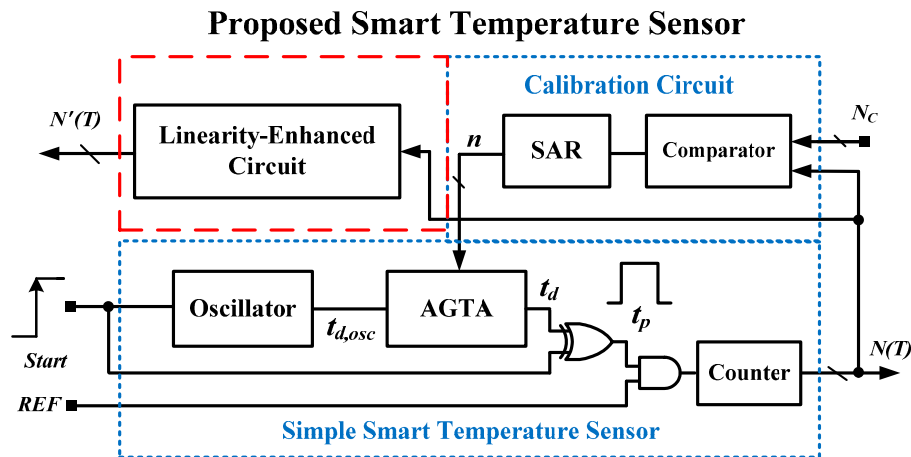 Proposed Smart Temperature Sensor
Calibration Circuit
N'(T)
Linearity-Enhanced
Circuit
n
SAR
Comparator
N_C
Start
Oscillator
t_{d,osc}
AGTA
t_d
t_p
Counter
N(T)
REF
Simple Smart Temperature Sensor